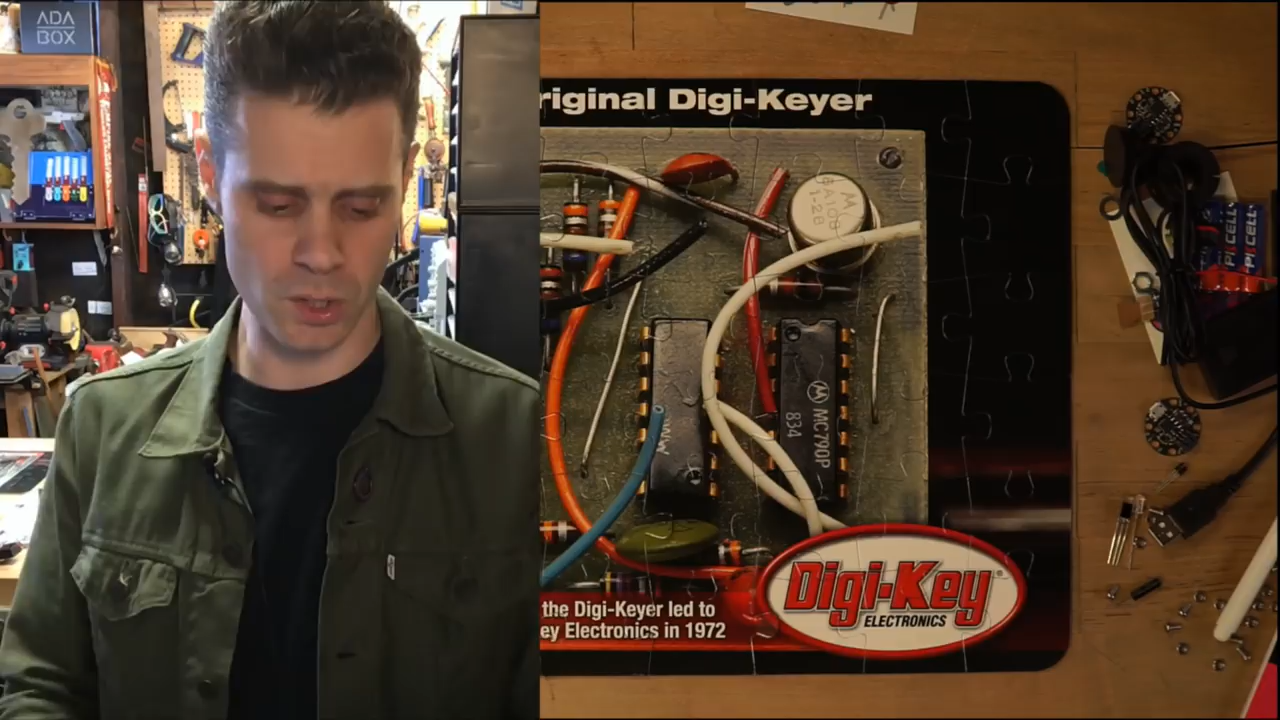 ADA
BOX
riginal Digi-Keyer
MC790P
834
the Digi-Keyer led to
ey Electronics in 1972
Digi-Key
ELECTRONICS